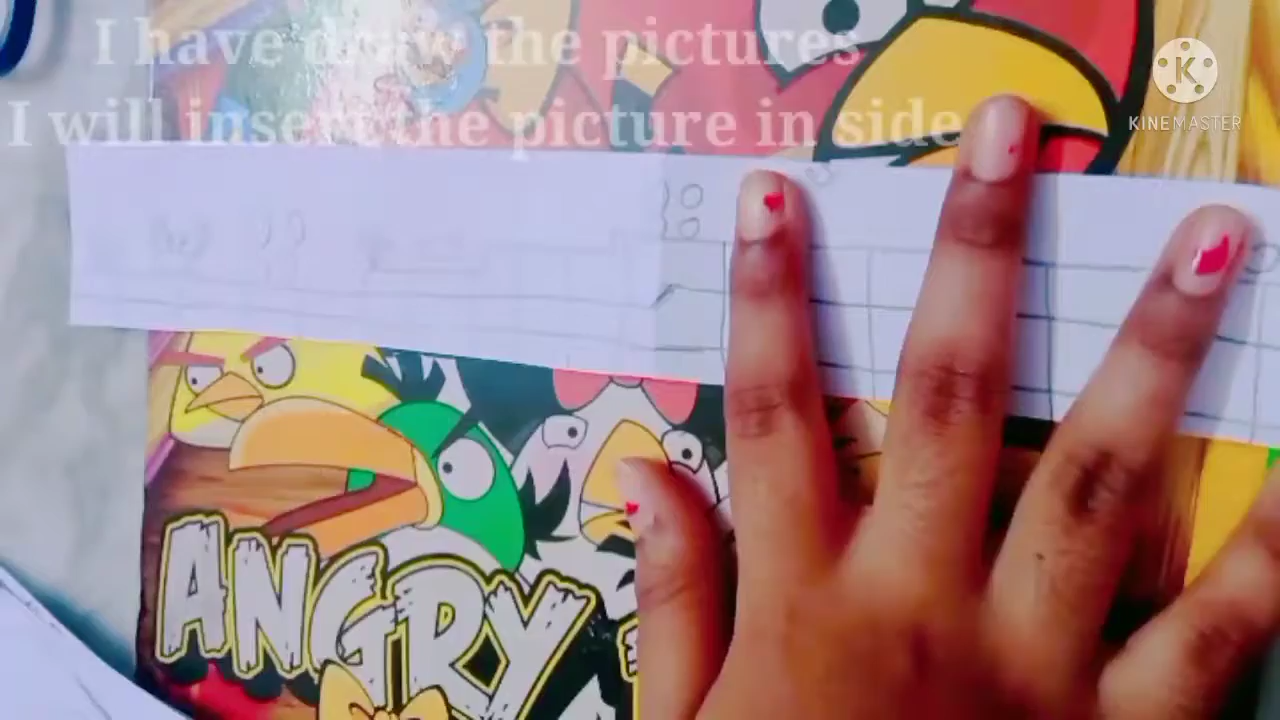 I have draw the pictures
I will insert the picture in side
KINEMASTER
ANGRY